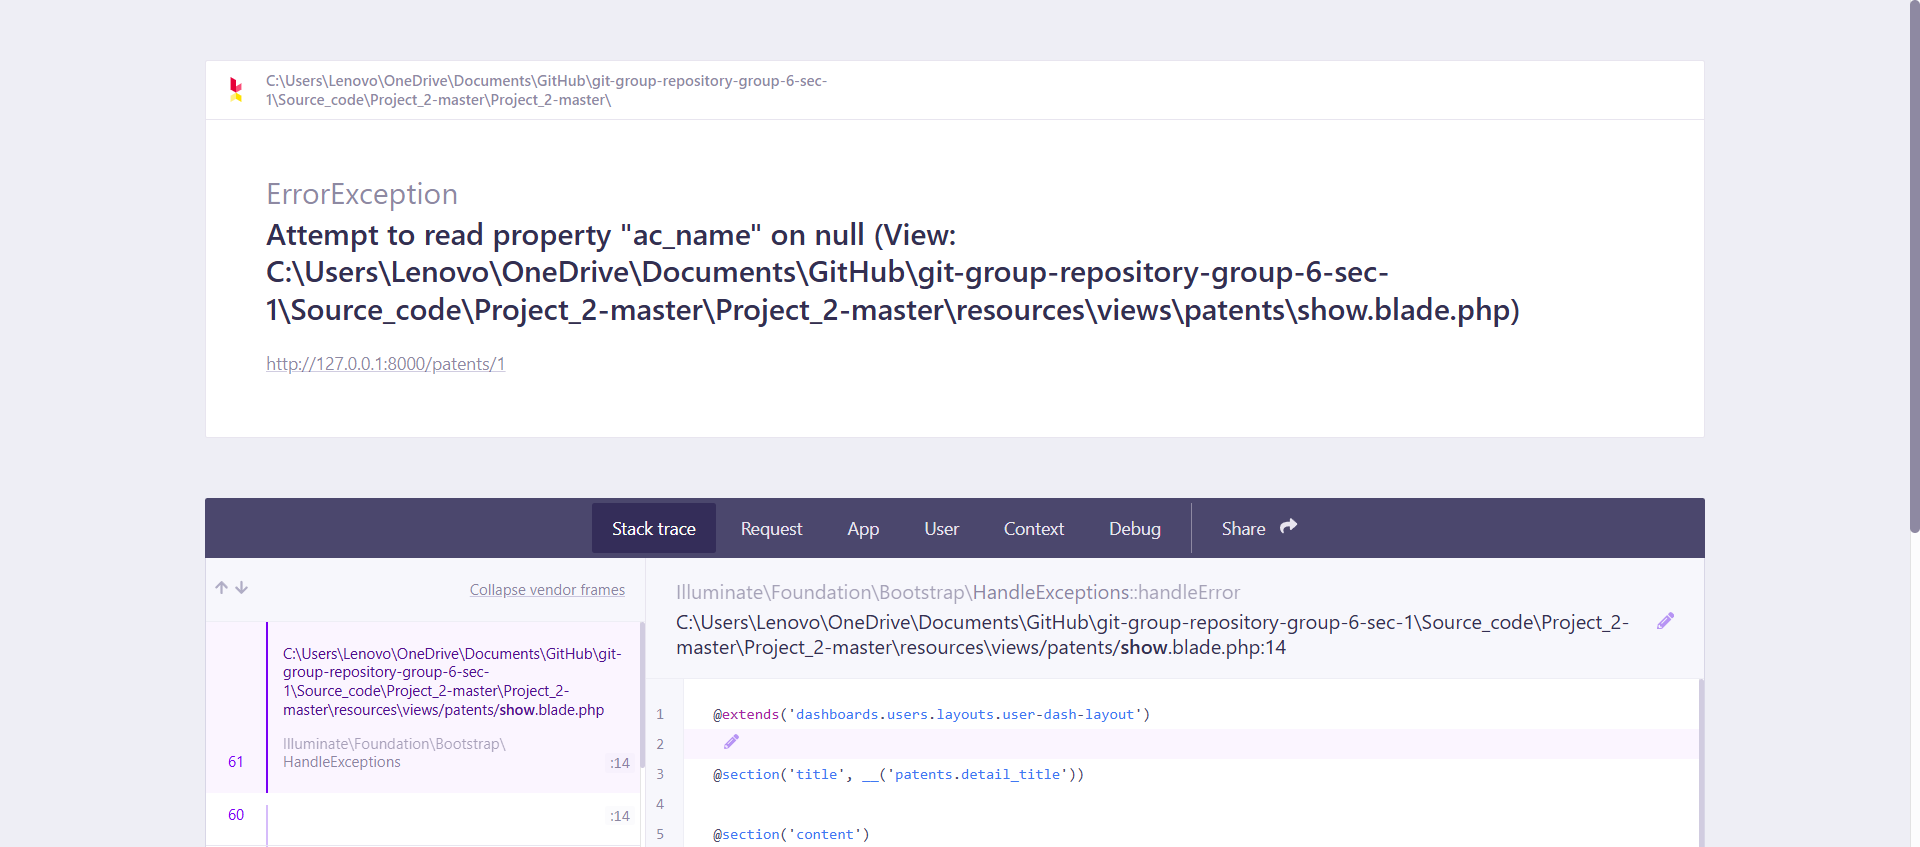 C:\Users\Lenovo\OneDrive\Documents\GitHub\git-group-repository-group-6-sec-
1\Source_code\Project_2-master\Project_2-master\
ErrorException
Attempt to read property "ac_name" on null (View:
C:\Users\Lenovo\OneDrive\Documents\GitHub\git-group-repository-group-6-sec-
1\Source_code\Project_2-master\Project_2-master\resources\views\patents\show.blade.php)
http://127.0.0.1:8000/patents/1
Stack trace Request App User Context Debug Share
Collapse vendor frames
C:\Users\Lenovo\OneDrive\Documents\GitHub\git-
group-repository-group-6-sec-
1\Source_code\Project_2-master\Project_2-
master\resources\views/patents/show.blade.php
Illuminate\Foundation\Bootstrap\
61 HandleExceptions :14
60 :14
Illuminate\Foundation\Bootstrap\HandleExceptions::handleError
C:\Users\Lenovo\OneDrive\Documents\GitHub\git-group-repository-group-6-sec-1\Source_code\Project_2-
master\Project_2-master\resources\views/patents/show.blade.php:14
1 @extends('dashboards.users.layouts.user-dash-layout')
2
3 @section('title', __('patents.detail_title'))
4
5 @section('content')